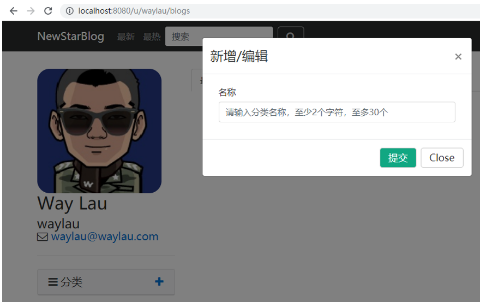 localhost:8080/u/waylau/blogs
NewStarBlog 最新 最热 搜索
新增/编辑 ×
名称
请输入分类名称，至少2个字符，至多30个
提交 Close
W
Way Lau
waylau
waylau@waylau.com
分类 +